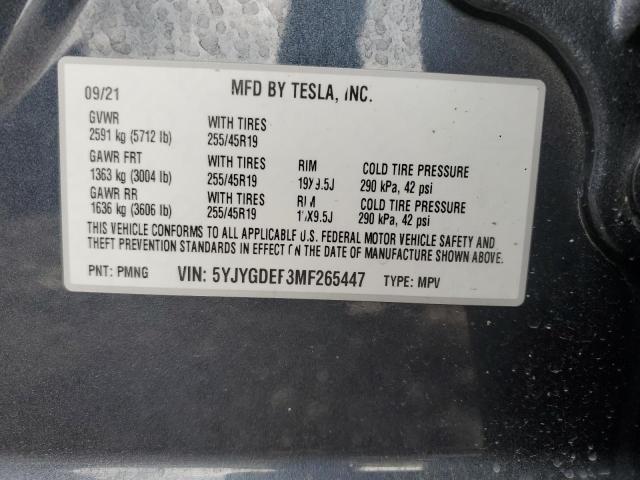 09/21 MFD BY TESLA, INC.
GVWR
2591 kg (5712 lb) WITH TIRES 255/45R19
GAWR FRT
1363 kg (3004 lb) WITH TIRES 255/45R19 RIM COLD TIRE PRESSURE 290 kPa, 42 psi
GAWR RR
1636 kg (3606 lb) WITH TIRES 255/45R19 COLD TIRE PRESSURE 290 kPa, 42 psi
THIS VEHICLE CONFORMS TO ALL APPLICABLE U.S. FEDERAL MOTOR VEHICLE SAFETY AND
THEFT PREVENTION STANDARDS IN EFFECT THE DATE OF MANUFACTURE SHOWN ABOVE.
PNT: PMNG VIN: 5YJYGDEF3MF265447 TYPE: MPV